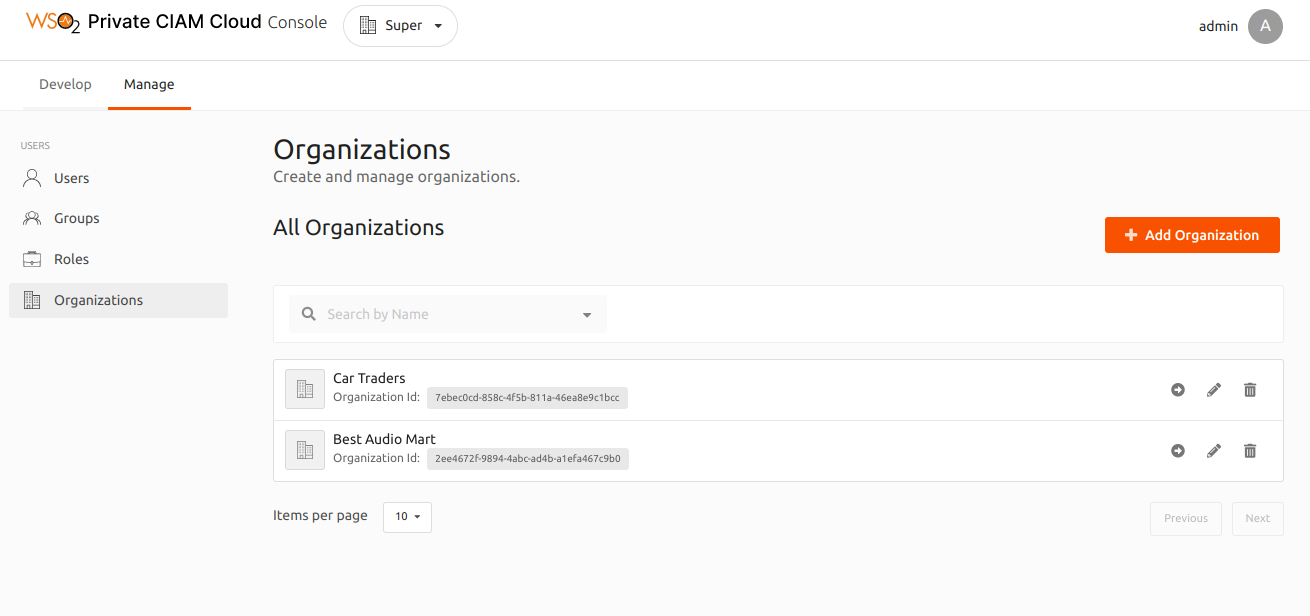 WSO2 Private CIAM Cloud Console
Super
admin
A
Develop
Manage
USERS
Users
Groups
Roles
Organizations
Organizations
Create and manage organizations.
All Organizations
Add Organization
Search by Name
Car Traders
Organization Id: 7ebec0cd-858c-4f5b-811a-46ea8e9c1bcc
Best Audio Mart
Organization Id: 2ee4672f-9894-4abc-ad4b-a1efa467c9b0
Items per page 10
Previous
Next